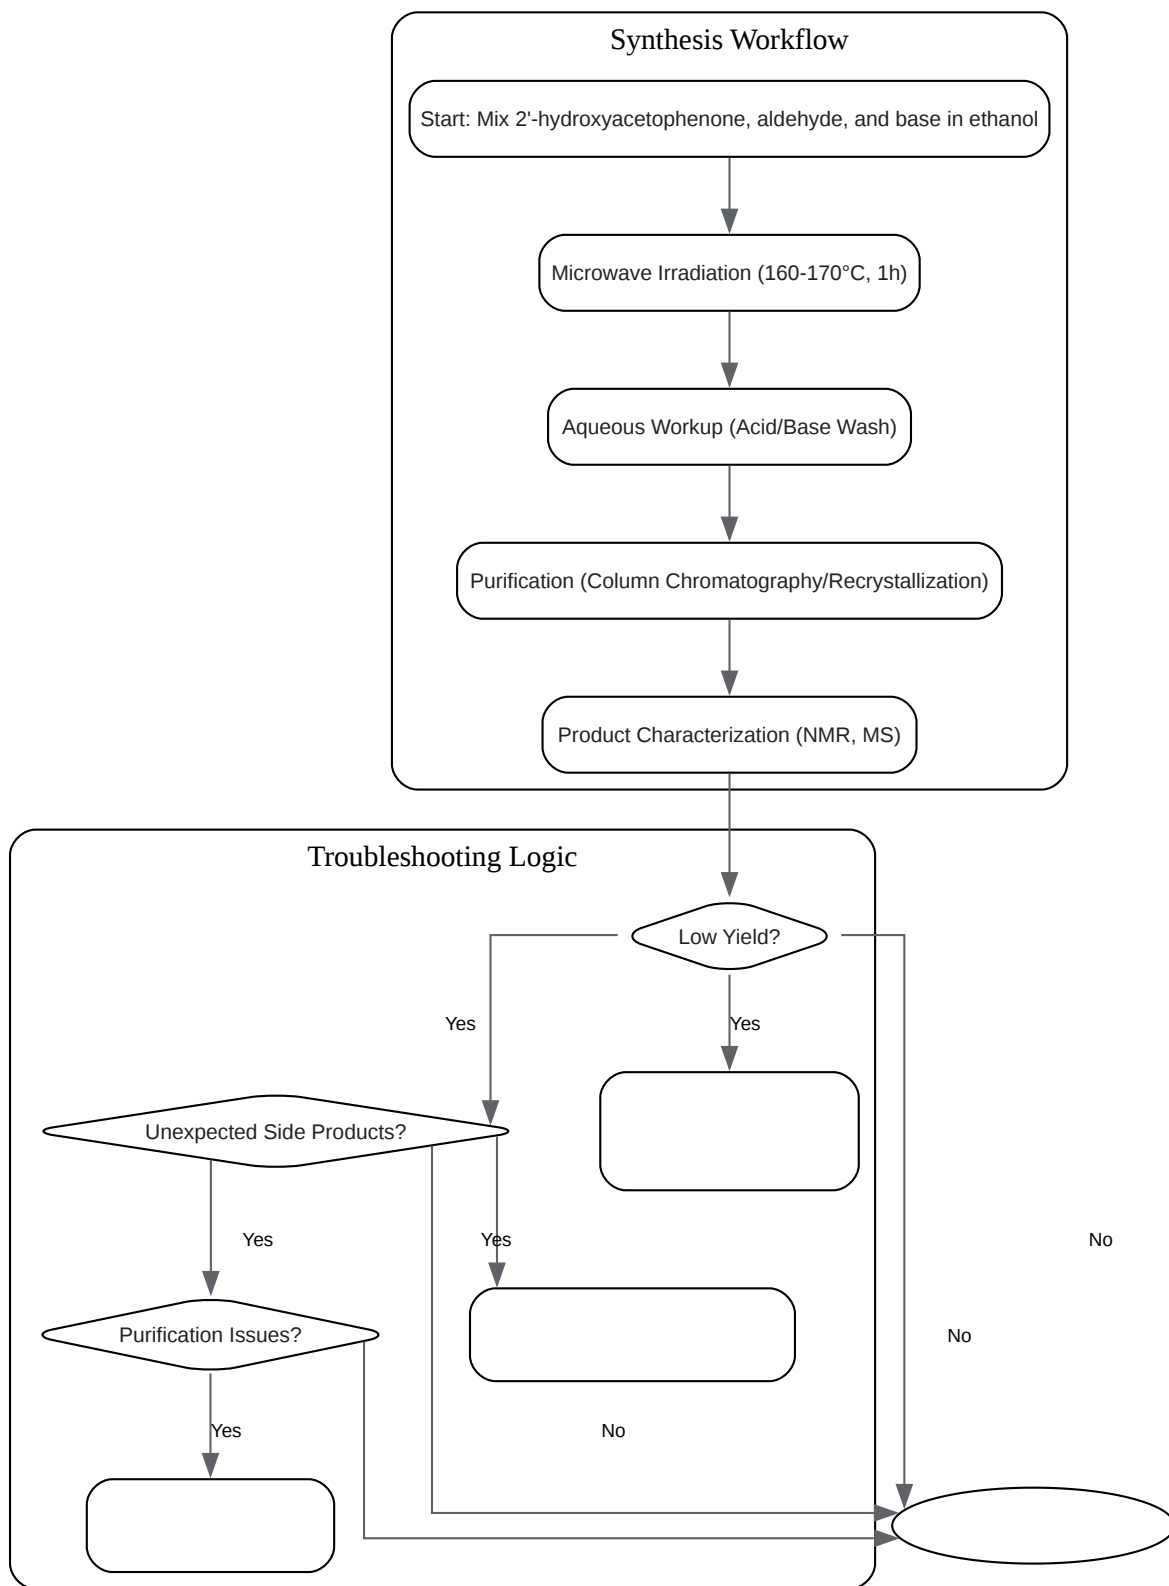 Synthesis Workflow
Start: Mix 2'-hydroxyacetophenone, aldehyde, and base in ethanol
Microwave Irradiation (160-170°C, 1h)
Aqueous Workup (Acid/Base Wash)
Purification (Column Chromatography/Recrystallization)
Product Characterization (NMR, MS)
Troubleshooting Logic
Low Yield?
Yes
Yes
Unexpected Side Products?
Yes
Yes
No
Purification Issues?
No
Yes
No